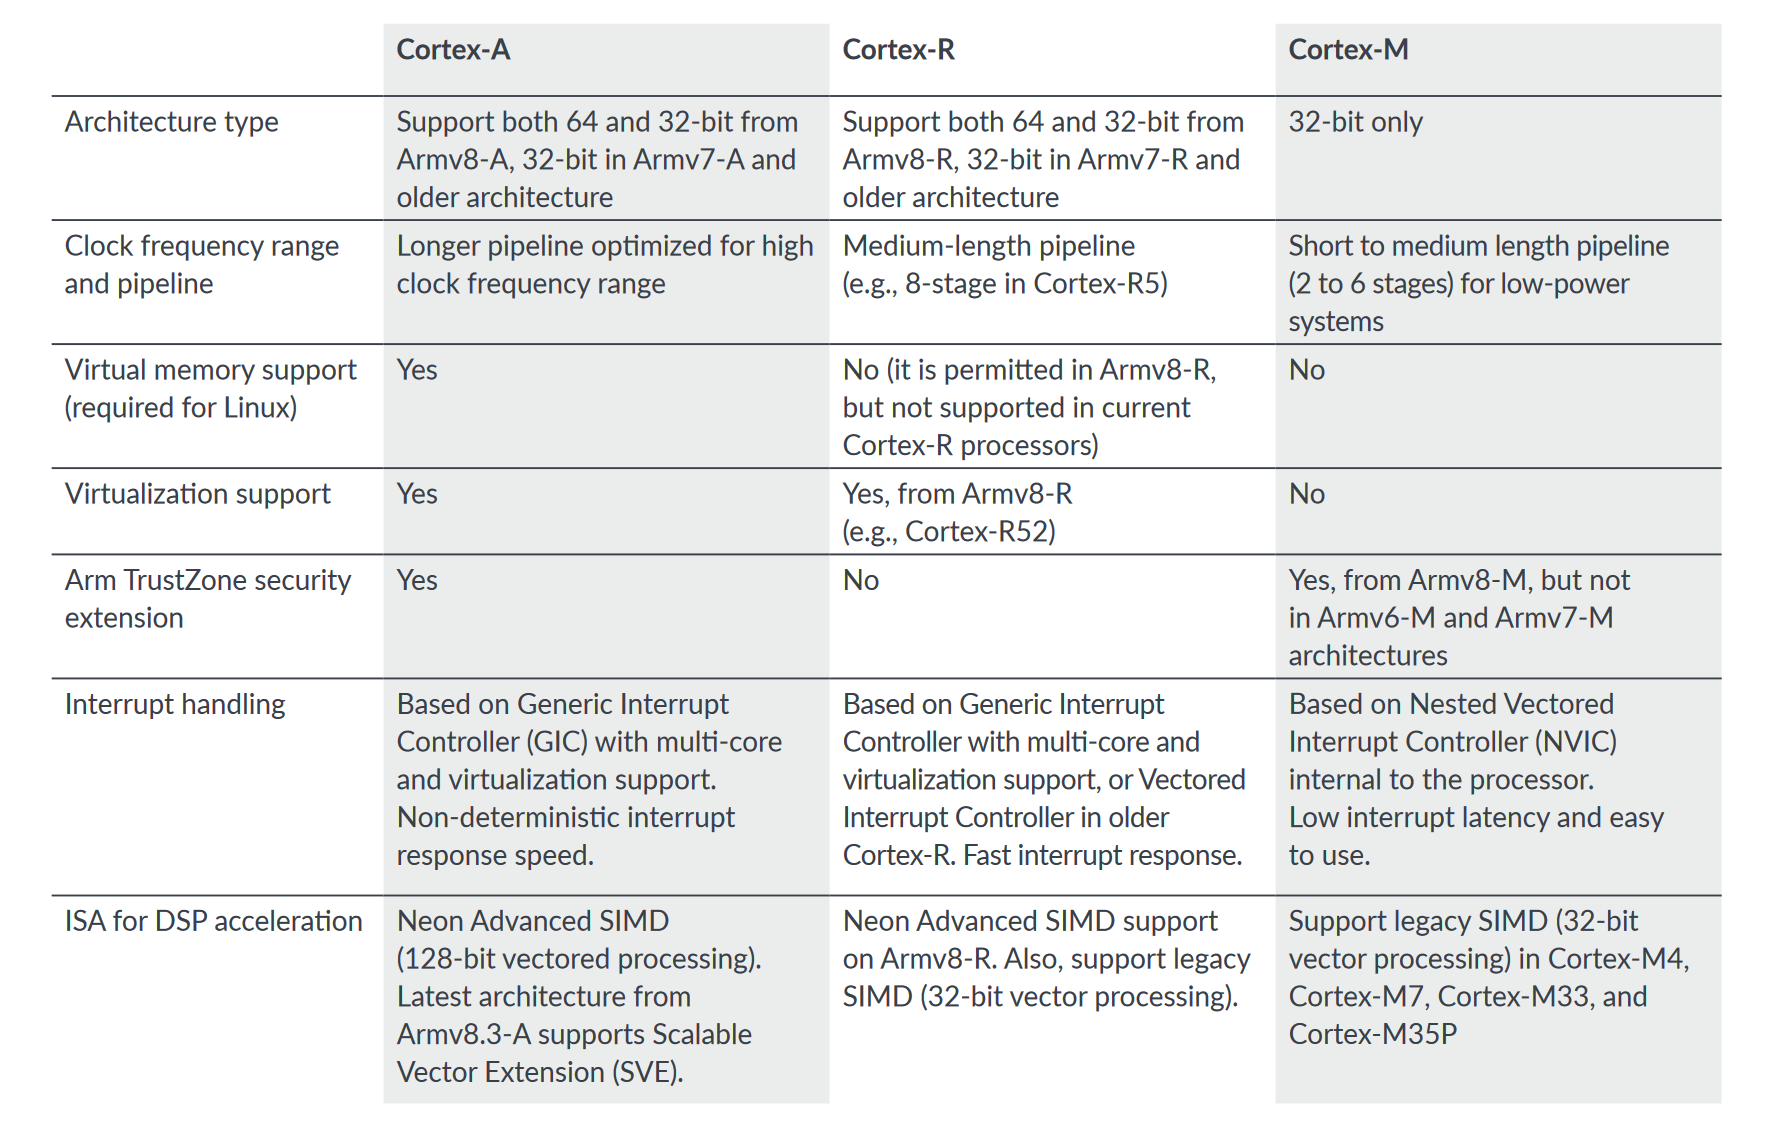 Cortex-A
Cortex-R
Cortex-M
Architecture type
Support both 64 and 32-bit from
Armv8-A, 32-bit in Armv7-A and
older architecture
Support both 64 and 32-bit from
Armv8-R, 32-bit in Armv7-R and
older architecture
32-bit only
Clock frequency range
and pipeline
Longer pipeline optimized for high
clock frequency range
Medium-length pipeline
(e.g., 8-stage in Cortex-R5)
Short to medium length pipeline
(2 to 6 stages) for low-power
systems
Virtual memory support
(required for Linux)
Yes
No (it is permitted in Armv8-R,
but not supported in current
Cortex-R processors)
No
Virtualization support
Yes
Yes, from Armv8-R
(e.g., Cortex-R52)
No
Arm TrustZone security
extension
Yes
No
Yes, from Armv8-M, but not
in Armv6-M and Armv7-M
architectures
Interrupt handling
Based on Generic Interrupt
Controller (GIC) with multi-core
and virtualization support.
Non-deterministic interrupt
response speed.
Based on Generic Interrupt
Controller with multi-core and
virtualization support, or Vectored
Interrupt Controller in older
Cortex-R. Fast interrupt response.
Based on Nested Vectored
Interrupt Controller (NVIC)
internal to the processor.
Low interrupt latency and easy
to use.
ISA for DSP acceleration
Neon Advanced SIMD
(128-bit vectored processing).
Latest architecture from
Armv8.3-A supports Scalable
Vector Extension (SVE).
Neon Advanced SIMD support
on Armv8-R. Also, support legacy
SIMD (32-bit vector processing).
Support legacy SIMD (32-bit
vector processing) in Cortex-M4,
Cortex-M7, Cortex-M33, and
Cortex-M35P